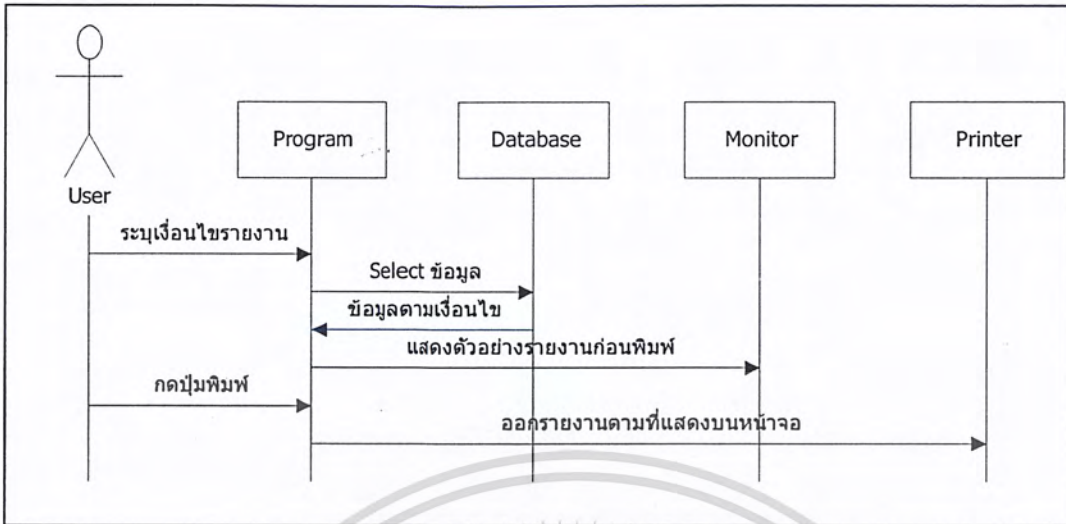 Program
Database
Monitor
Printer
User
ระบุเงื่อนไขรายงาน
Select ข้อมูล
ข้อมูลตามเงื่อนไข
แสดงตัวอย่างรายงานก่อนพิมพ์
กดปุ่มพิมพ์
ออกรายงานตามที่แสดงบนหน้าจอ